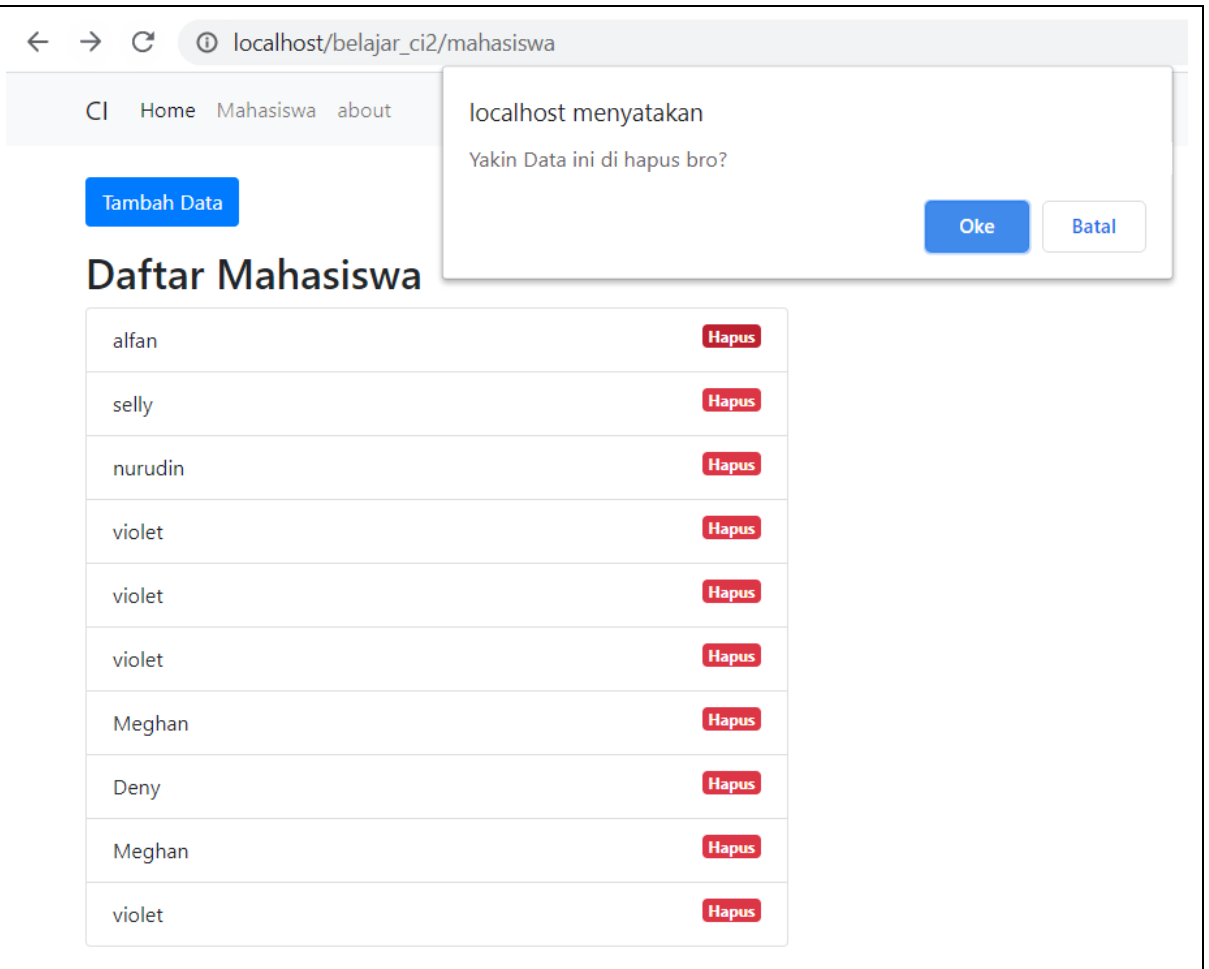 localhost/belajar_ci2/mahasiswa
CI Home Mahasiswa about
localhost menyatakan
Yakin Data ini di hapus bro?
Oke Batal
Tambah Data
Daftar Mahasiswa
alfan Hapus
selly Hapus
nurudin Hapus
violet Hapus
violet Hapus
violet Hapus
Meghan Hapus
Deny Hapus
Meghan Hapus
violet Hapus